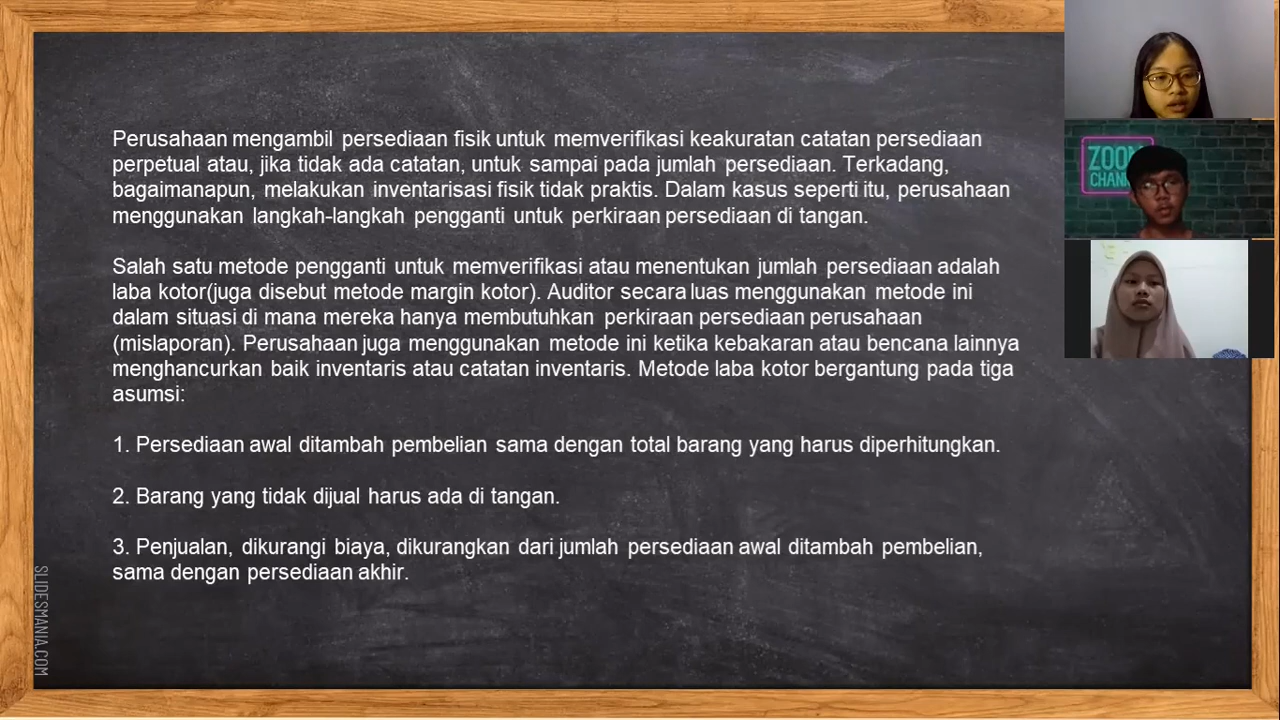 Perusahaan mengambil persediaan fisik untuk memverifikasi keakuratan catatan persediaan
perpetual atau, jika tidak ada catatan, untuk sampai pada jumlah persediaan. Terkadang,
bagaimanapun, melakukan inventarisasi fisik tidak praktis. Dalam kasus seperti itu, perusahaan
menggunakan langkah-langkah pengganti untuk perkiraan persediaan di tangan.
Salah satu metode pengganti untuk memverifikasi atau menentukan jumlah persediaan adalah
laba kotor(juga disebut metode margin kotor). Auditor secara luas menggunakan metode ini
dalam situasi di mana mereka hanya membutuhkan perkiraan persediaan perusahaan
(mislaporan). Perusahaan juga menggunakan metode ini ketika kebakaran atau bencana lainnya
menghancurkan baik inventaris atau catatan inventaris. Metode laba kotor bergantung pada tiga
asumsi:
1. Persediaan awal ditambah pembelian sama dengan total barang yang harus diperhitungkan.
2. Barang yang tidak dijual harus ada di tangan.
3. Penjualan, dikurangi biaya, dikurangkan dari jumlah persediaan awal ditambah pembelian,
sama dengan persediaan akhir.
SLIDESMANIA.COM
ZOOM